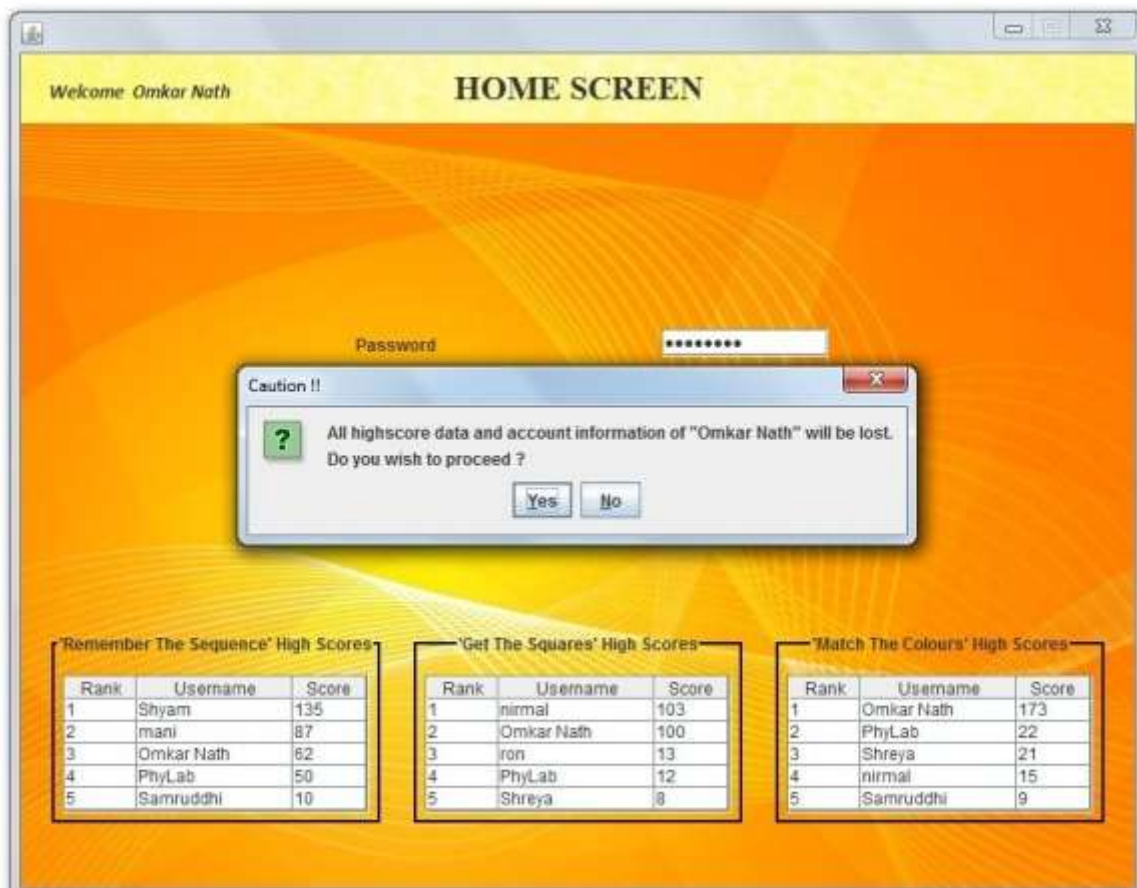 Welcome Omkar Nath
HOME SCREEN
Password
••••••••
Caution !!
?
All highscore data and account information of "Omkar Nath" will be lost.
Do you wish to proceed ?
Yes No
'Remember The Sequence' High Scores
Rank Username Score
1 Shyam 135
2 mani 87
3 Omkar Nath 62
4 PhyLab 50
5 Samruddhi 10
'Get The Squares' High Scores
Rank Username Score
1 nirmal 103
2 Omkar Nath 100
3 ron 13
4 PhyLab 12
5 Shreya 8
'Match The Colours' High Scores
Rank Username Score
1 Omkar Nath 173
2 PhyLab 22
3 Shreya 21
4 nirmal 15
5 Samruddhi 9